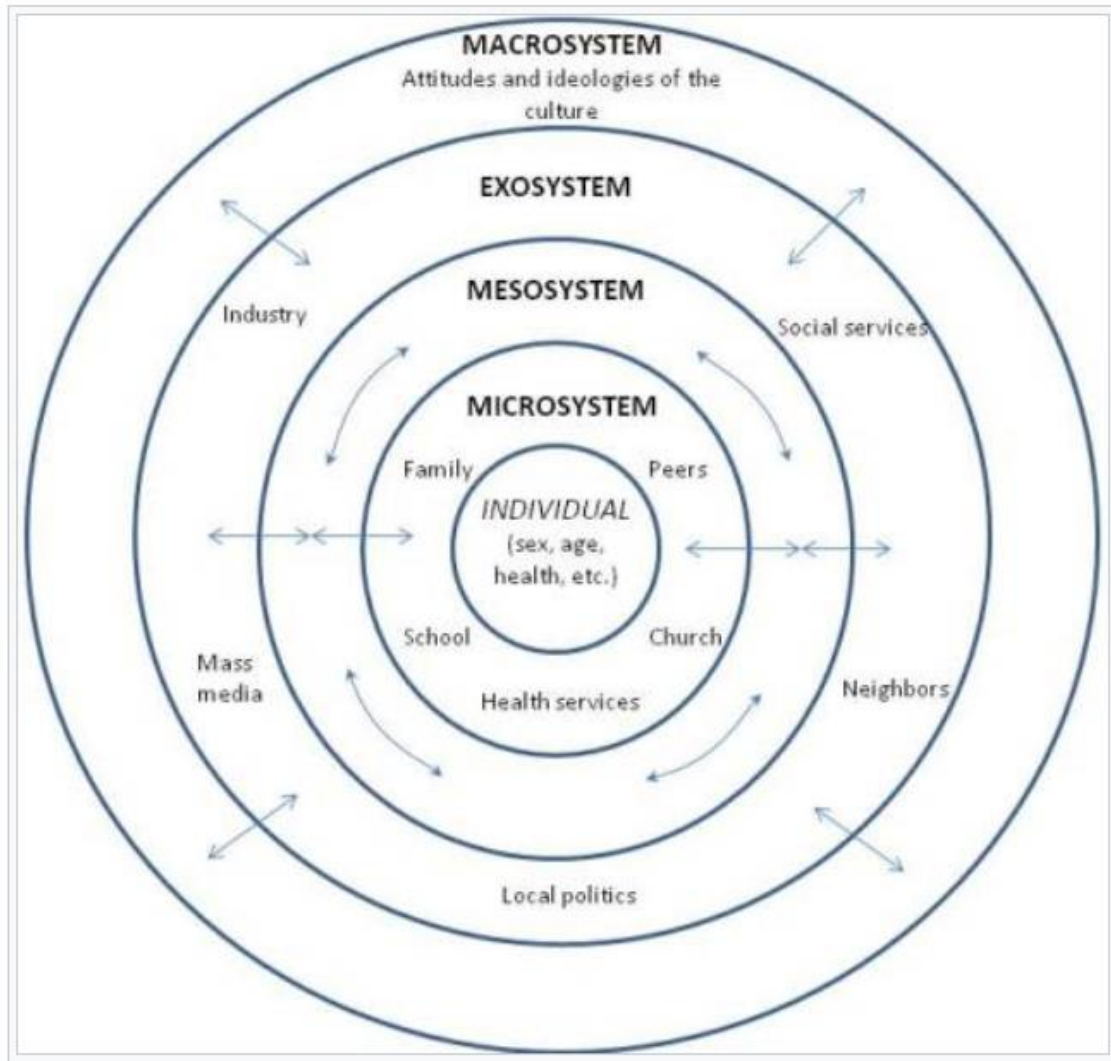 MACROSYSTEM
Attitudes and ideologies of the
culture
EXOSYSTEM
MESOSYSTEM
Industry
Social services
MICROSYSTEM
Family
Peers
INDIVIDUAL
(sex, age,
health, etc.)
School
Church
Mass
media
Neighbors
Health services
Local politics